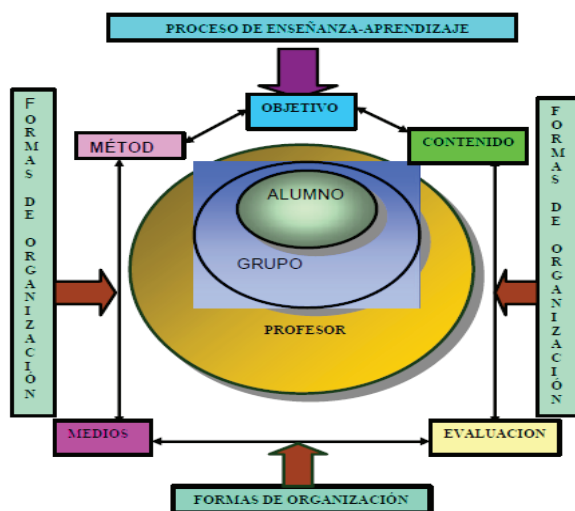 PROCESO DE ENSEÑANZA-APRENDIZAJE
OBJETIVO
MÉTOD
CONTENIDO
FORMAS DE ORGANIZACIÓN
FORMAS DE ORGANIZACIÓN
ALUMNO
GRUPO
PROFESOR
MEDIOS
EVALUACION
FORMAS DE ORGANIZACIÓN